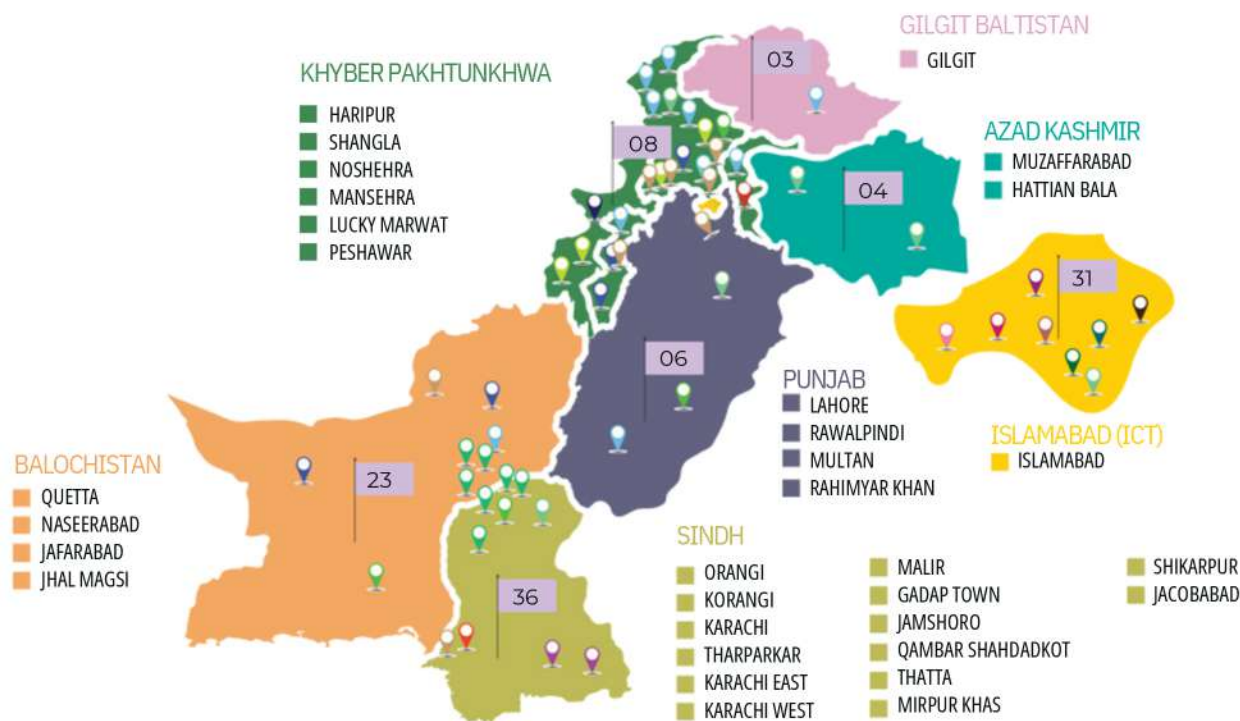 GILGIT BALTISTAN
GILGIT
03
KHYBER PAKHTUNKHWA
HARIPUR
SHANGLA
NOSHEHRA
MANSEHRA
LUCKY MARWAT
PESHAWAR
08
AZAD KASHMIR
MUZAFFARABAD
HATTIAN BALA
04
31
ISLAMABAD (ICT)
ISLAMABAD
06
PUNJAB
LAHORE
RAWALPINDI
MULTAN
RAHIMYAR KHAN
BALOCHISTAN
QUETTA
NASEERABAD
JAFARABAD
JHAL MAGSI
23
36
SINDH
ORANGI
KORANGI
KARACHI
THARPARKAR
KARACHI EAST
KARACHI WEST
MALIR
GADAP TOWN
JAMSHORO
QAMBAR SHAHDADKOT
THATTA
MIRPUR KHAS
SHIKARPUR
JACOBABAD